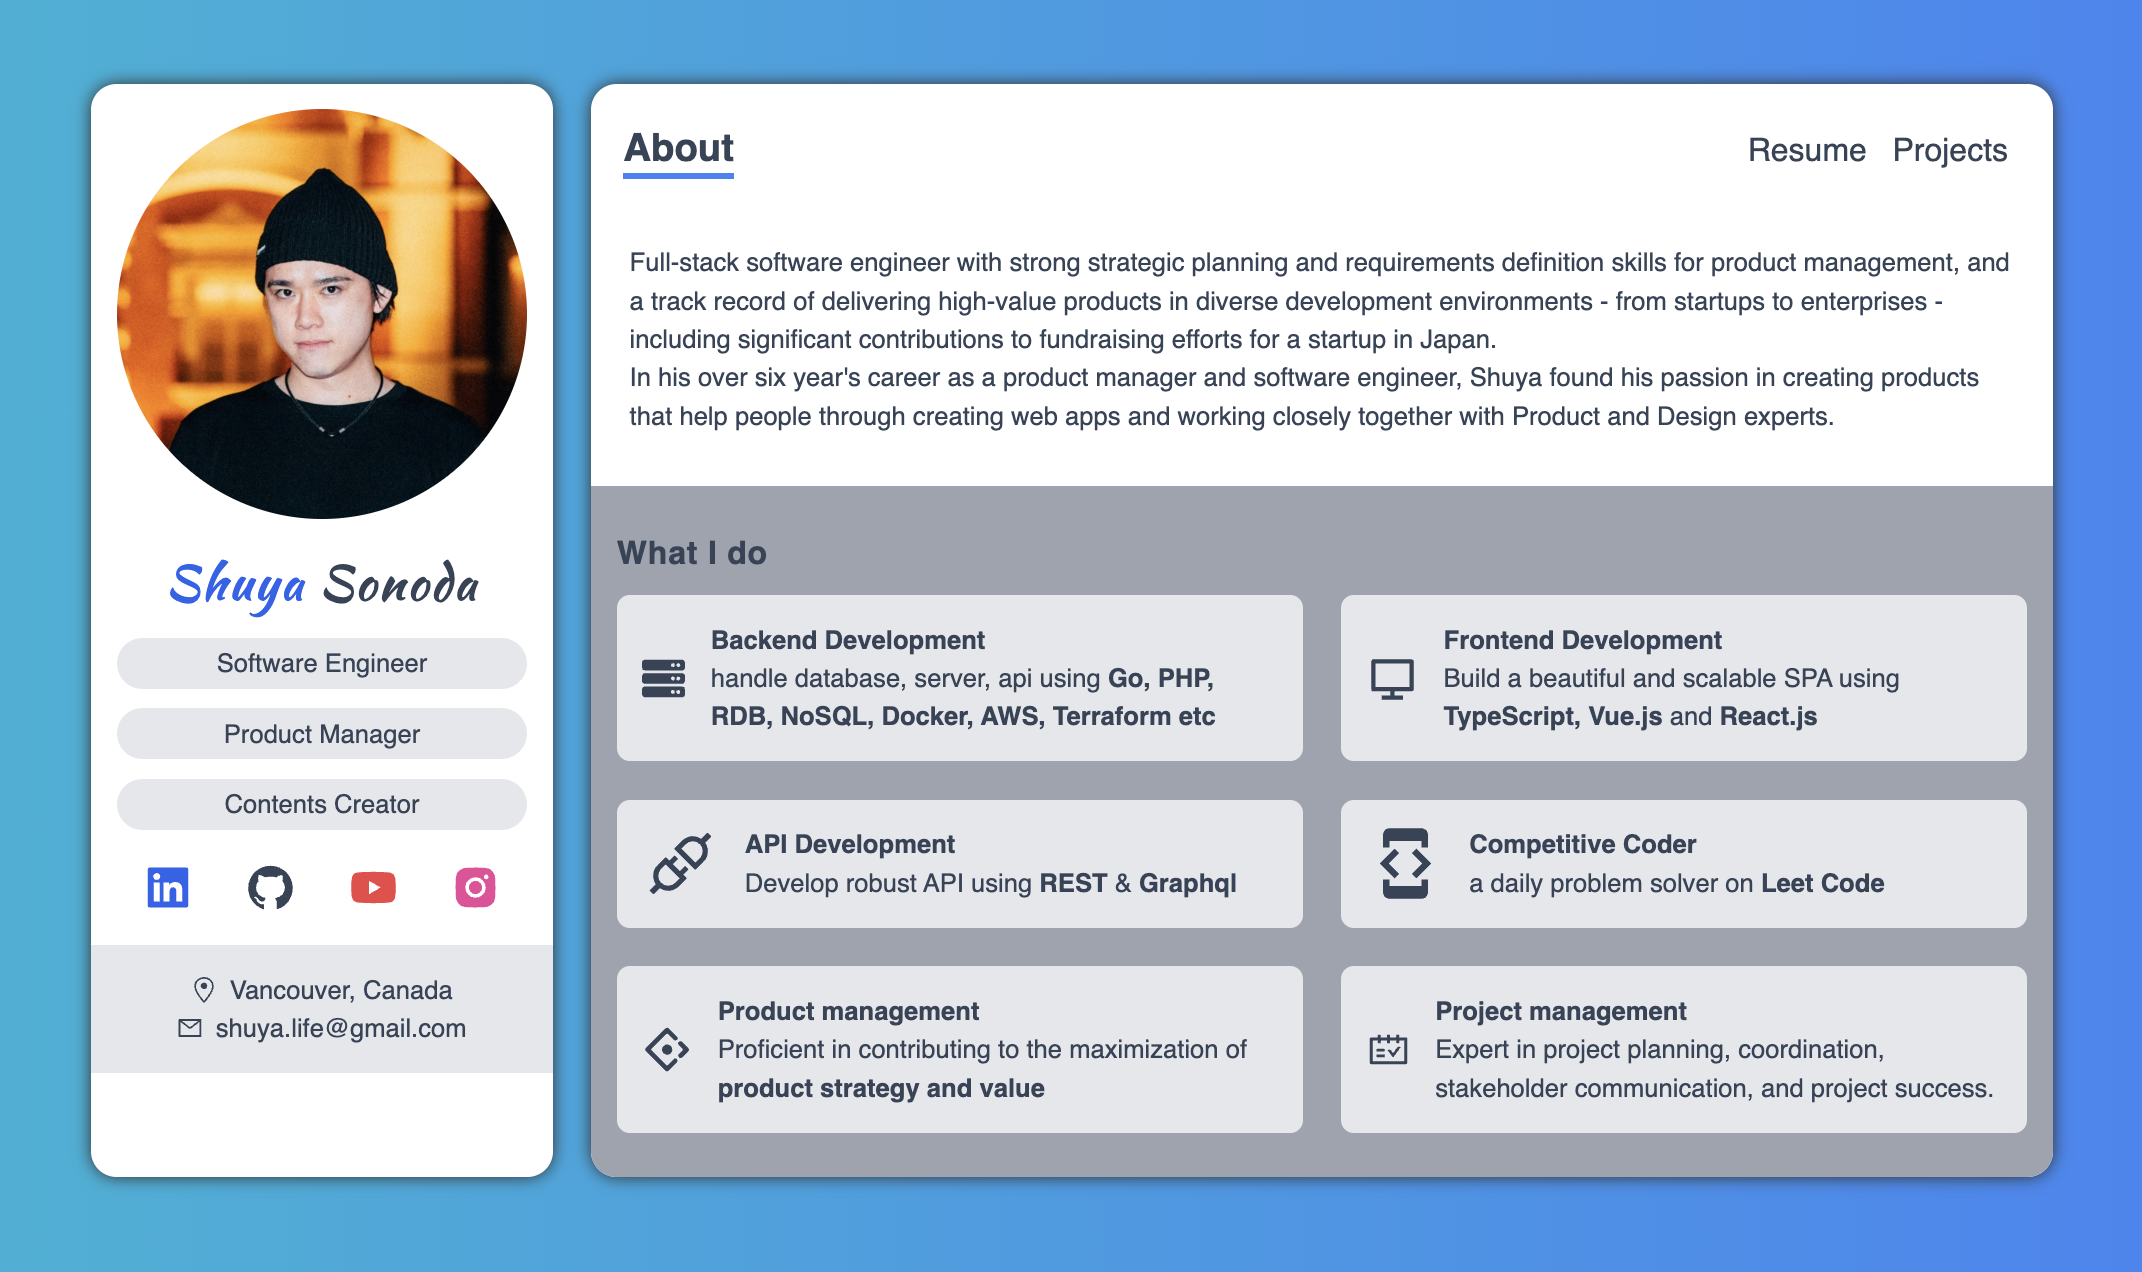 Shuya Sonoda
Software Engineer
Product Manager
Contents Creator
in
Vancouver, Canada
shuya.life@gmail.com
About
Resume Projects
Full-stack software engineer with strong strategic planning and requirements definition skills for product management, and
a track record of delivering high-value products in diverse development environments - from startups to enterprises -
including significant contributions to fundraising efforts for a startup in Japan.
In his over six year's career as a product manager and software engineer, Shuya found his passion in creating products
that help people through creating web apps and working closely together with Product and Design experts.
What I do
Backend Development
handle database, server, api using Go, PHP,
RDB, NoSQL, Docker, AWS, Terraform etc
Frontend Development
Build a beautiful and scalable SPA using
TypeScript, Vue.js and React.js
API Development
Develop robust API using REST & Graphql
Competitive Coder
a daily problem solver on Leet Code
Product management
Proficient in contributing to the maximization of
product strategy and value
Project management
Expert in project planning, coordination,
stakeholder communication, and project success.